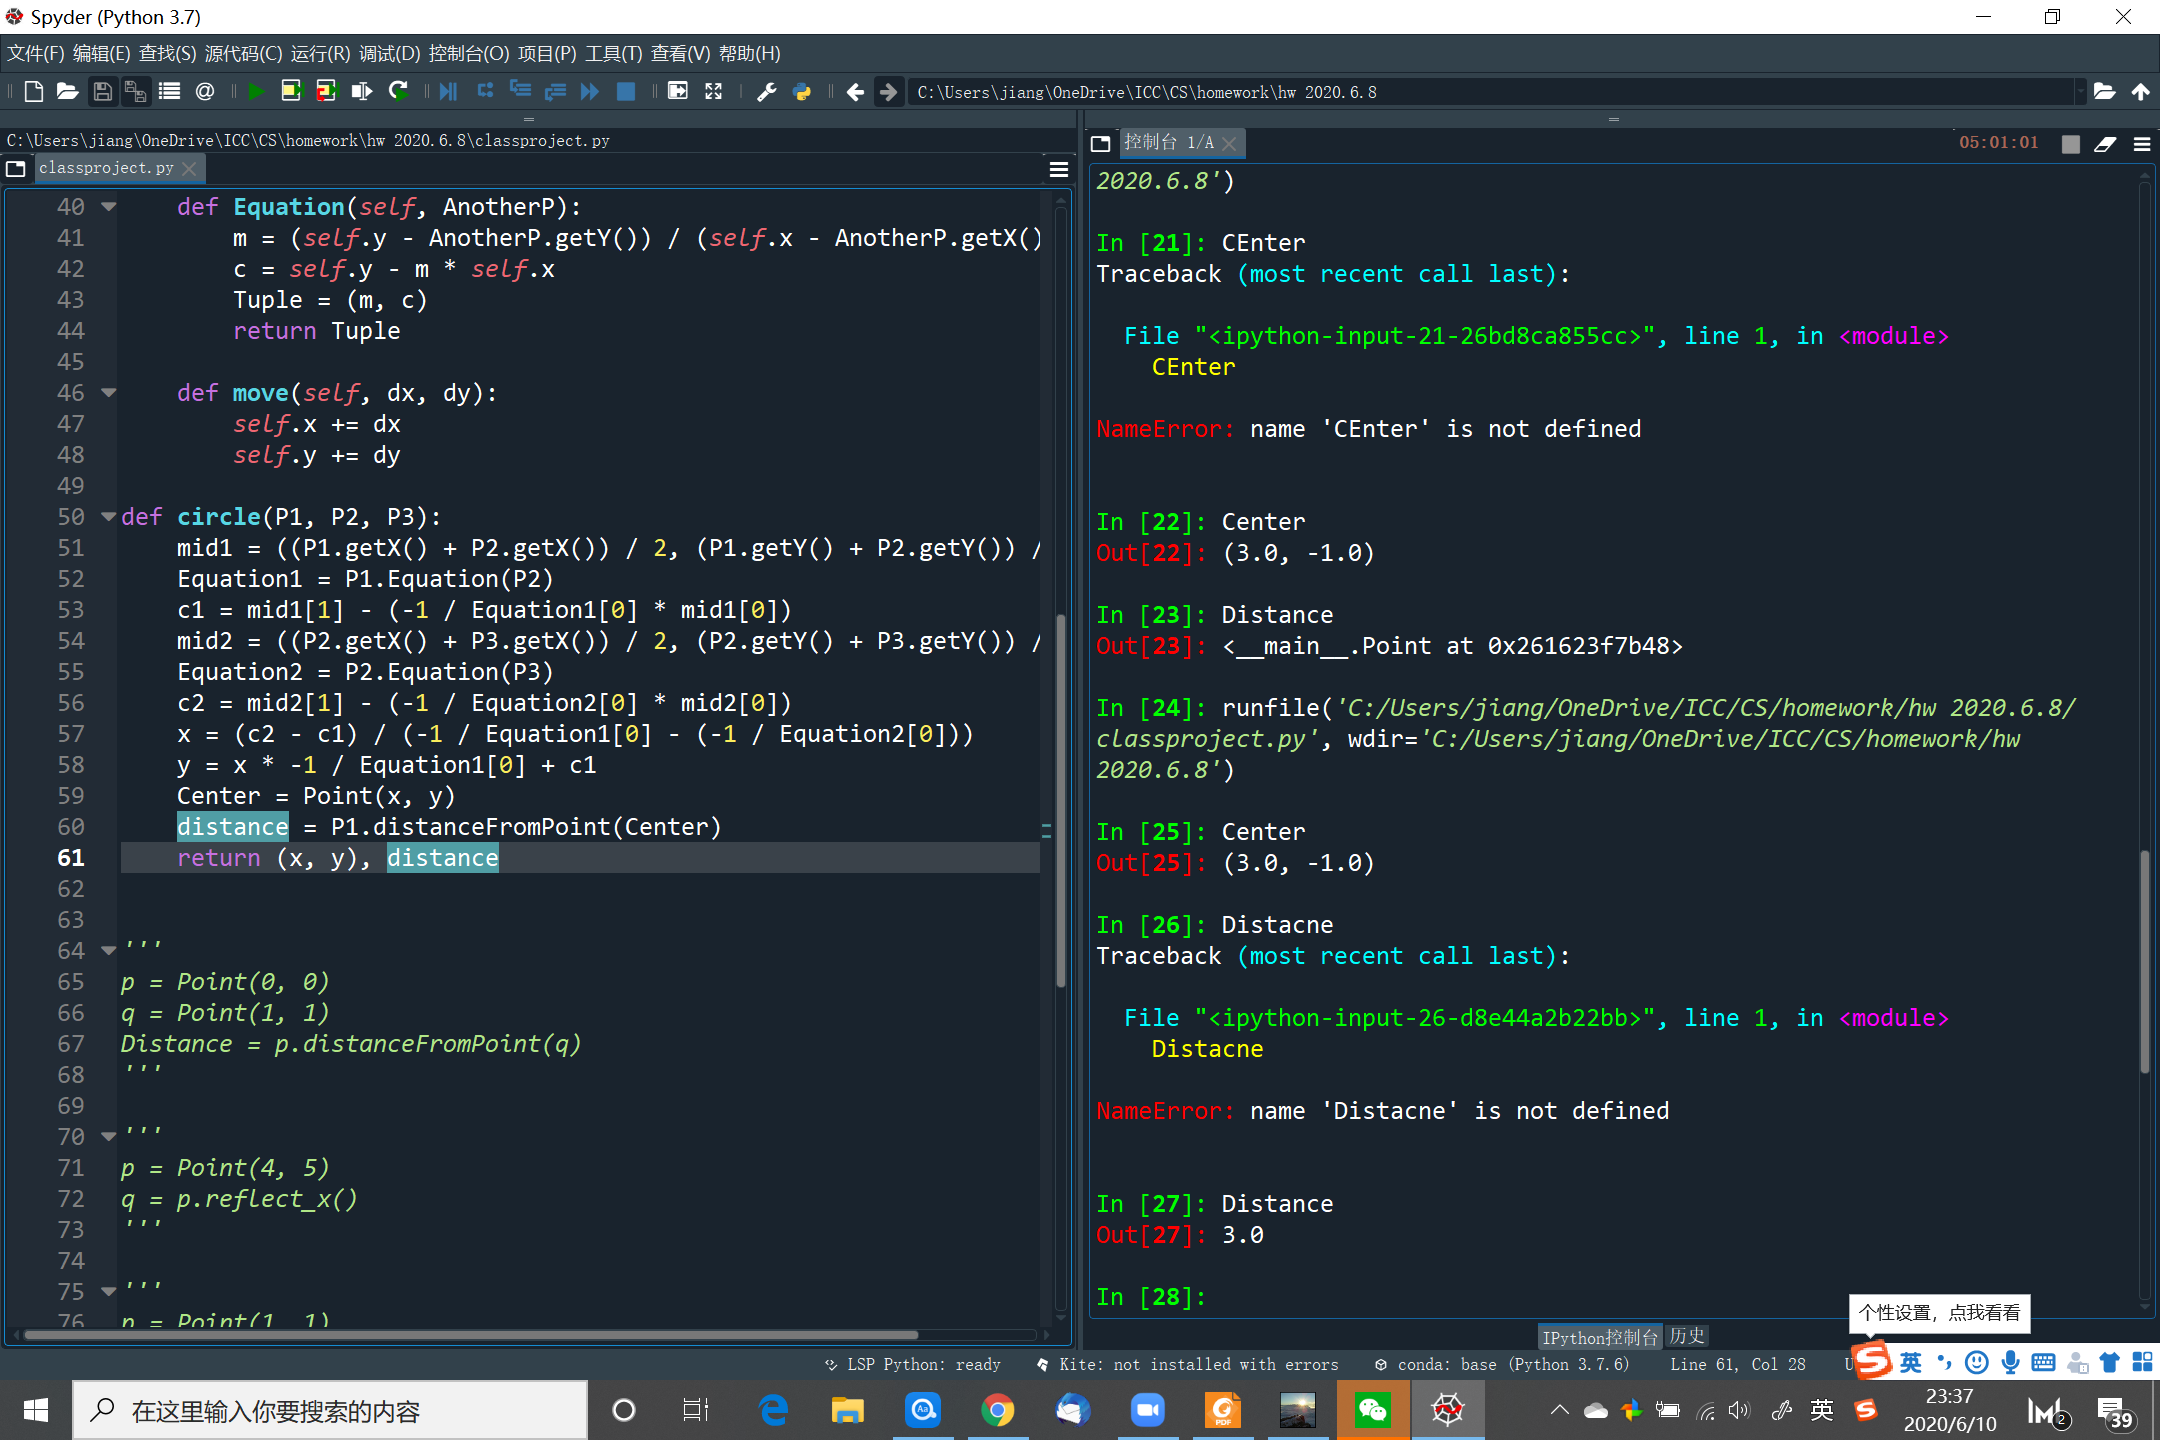 Spyder (Python 3.7)
文件(F) 编辑(E) 查找(S) 源代码(C) 运行(R) 调试(D) 控制台(O) 项目(P) 工具(T) 查看(V) 帮助(H)
C:\Users\jiang\OneDrive\ICC\CS\homework\hw 2020.6.8
C:\Users\jiang\OneDrive\ICC\CS\homework\hw 2020.6.8\classproject.py
classproject.py
40 def Equation(self, AnotherP):
41 m = (self.y - AnotherP.getY()) / (self.x - AnotherP.getX()
42 c = self.y - m * self.x
43 Tuple = (m, c)
44 return Tuple
45
46 def move(self, dx, dy):
47 self.x += dx
48 self.y += dy
49
50 def circle(P1, P2, P3):
51 mid1 = ((P1.getX() + P2.getX()) / 2, (P1.getY() + P2.getY()) /
52 Equation1 = P1.Equation(P2)
53 c1 = mid1[1] - (-1 / Equation1[0] * mid1[0])
54 mid2 = ((P2.getX() + P3.getX()) / 2, (P2.getY() + P3.getY()) /
55 Equation2 = P2.Equation(P3)
56 c2 = mid2[1] - (-1 / Equation2[0] * mid2[0])
57 x = (c2 - c1) / (-1 / Equation1[0] - (-1 / Equation2[0]))
58 y = x * -1 / Equation1[0] + c1
59 Center = Point(x, y)
60 distance = P1.distanceFromPoint(Center)
61 return (x, y), distance
62
63
64 '''
65 p = Point(0, 0)
66 q = Point(1, 1)
67 Distance = p.distanceFromPoint(q)
68 '''
69
70 '''
71 p = Point(4, 5)
72 q = p.reflect_x()
73 '''
74
75 '''
76 p = Point(1, 1)
控制台 1/A
05:01:01
2020.6.8')
In [21]: CEnter
Traceback (most recent call last):
File "<ipython-input-21-26bd8ca855cc>", line 1, in <module>
CEnter
NameError: name 'CEnter' is not defined
In [22]: Center
Out[22]: (3.0, -1.0)
In [23]: Distance
Out[23]: <__main__.Point at 0x261623f7b48>
In [24]: runfile('C:/Users/jiang/OneDrive/ICC/CS/homework/hw 2020.6.8/
classproject.py', wdir='C:/Users/jiang/OneDrive/ICC/CS/homework/hw
2020.6.8')
In [25]: Center
Out[25]: (3.0, -1.0)
In [26]: Distacne
Traceback (most recent call last):
File "<ipython-input-26-d8e44a2b22bb>", line 1, in <module>
Distacne
NameError: name 'Distacne' is not defined
In [27]: Distance
Out[27]: 3.0
In [28]:
个性设置，点我看看
IPython控制台 历史
LSP Python: ready Kite: not installed with errors conda: base (Python 3.7.6) Line 61, Col 28 U
英
在这里输入你要搜索的内容
英
23:37
2020/6/10
2
39